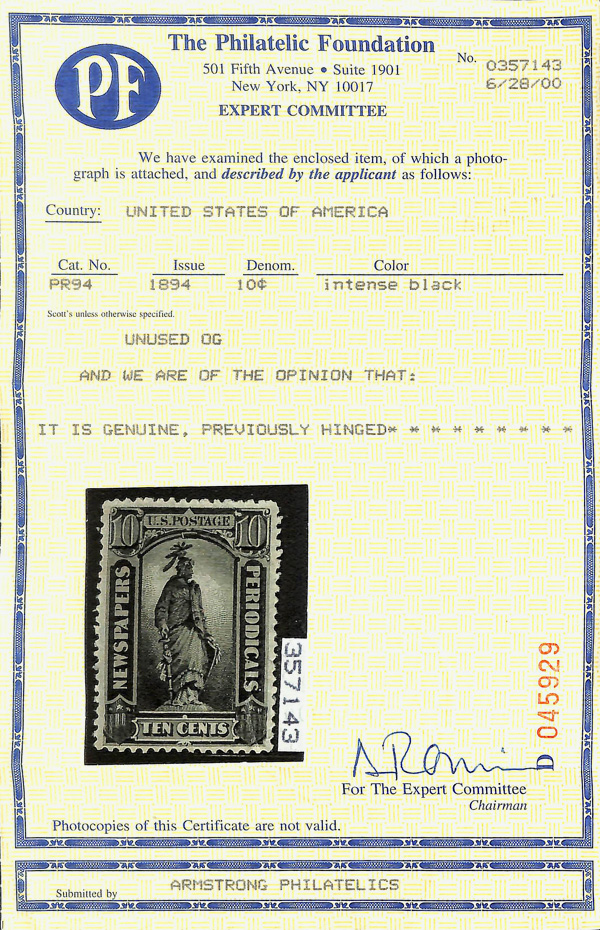 PF
The Philatelic Foundation
501 Fifth Avenue • Suite 1901
New York, NY 10017
EXPERT COMMITTEE
No. 0357143
6/28/00
We have examined the enclosed item, of which a photo-
graph is attached, and described by the applicant as follows:
Country: UNITED STATES OF AMERICA
Cat. No. Issue Denom. Color
PR94 1894 10¢ intense black
Scott's unless otherwise specified.
UNUSED OG
AND WE ARE OF THE OPINION THAT:
IT IS GENUINE, PREVIOUSLY HINGED* * * * * * * * *
10 U.S. POSTAGE 10
NEWSPAPERS
PERIODICALS
TEN CENTS
357143
D 045929
For The Expert Committee
Chairman
Photocopies of this Certificate are not valid.
Submitted by ARMSTRONG PHILATELICS